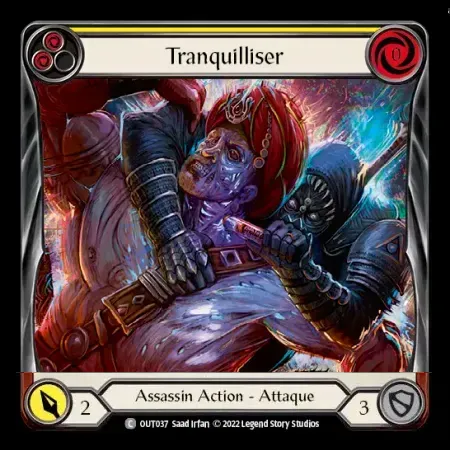 Tranquilliser
0
2
Assassin Action - Attaque
3
C OUT037 Saad Irfan © 2022 Legend Story Studios